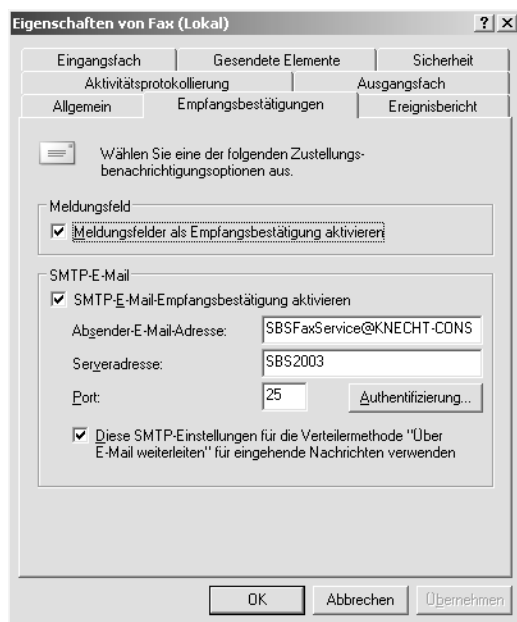 Eigenschaften von Fax (Lokal)
Eingangsfach Gesendete Elemente Sicherheit
Aktivitätsprotokollierung Ausgangsfach
Allgemein Empfangsbestätigungen Ereignisbericht
Wählen Sie eine der folgenden Zustellungs-
benachrichtigungsoptionen aus.
Meldungsfeld
Meldungsfelder als Empfangsbestätigung aktivieren
SMTP-E-Mail
SMTP-E-Mail-Empfangsbestätigung aktivieren
Absender-E-Mail-Adresse: SBSFaxService@KNECHT-CONS
Serveradresse: SBS2003
Port: 25 Authentifizierung...
Diese SMTP-Einstellungen für die Verteilermethode "Über
E-Mail weiterleiten" für eingehende Nachrichten verwenden
OK Abbrechen Übernehmen